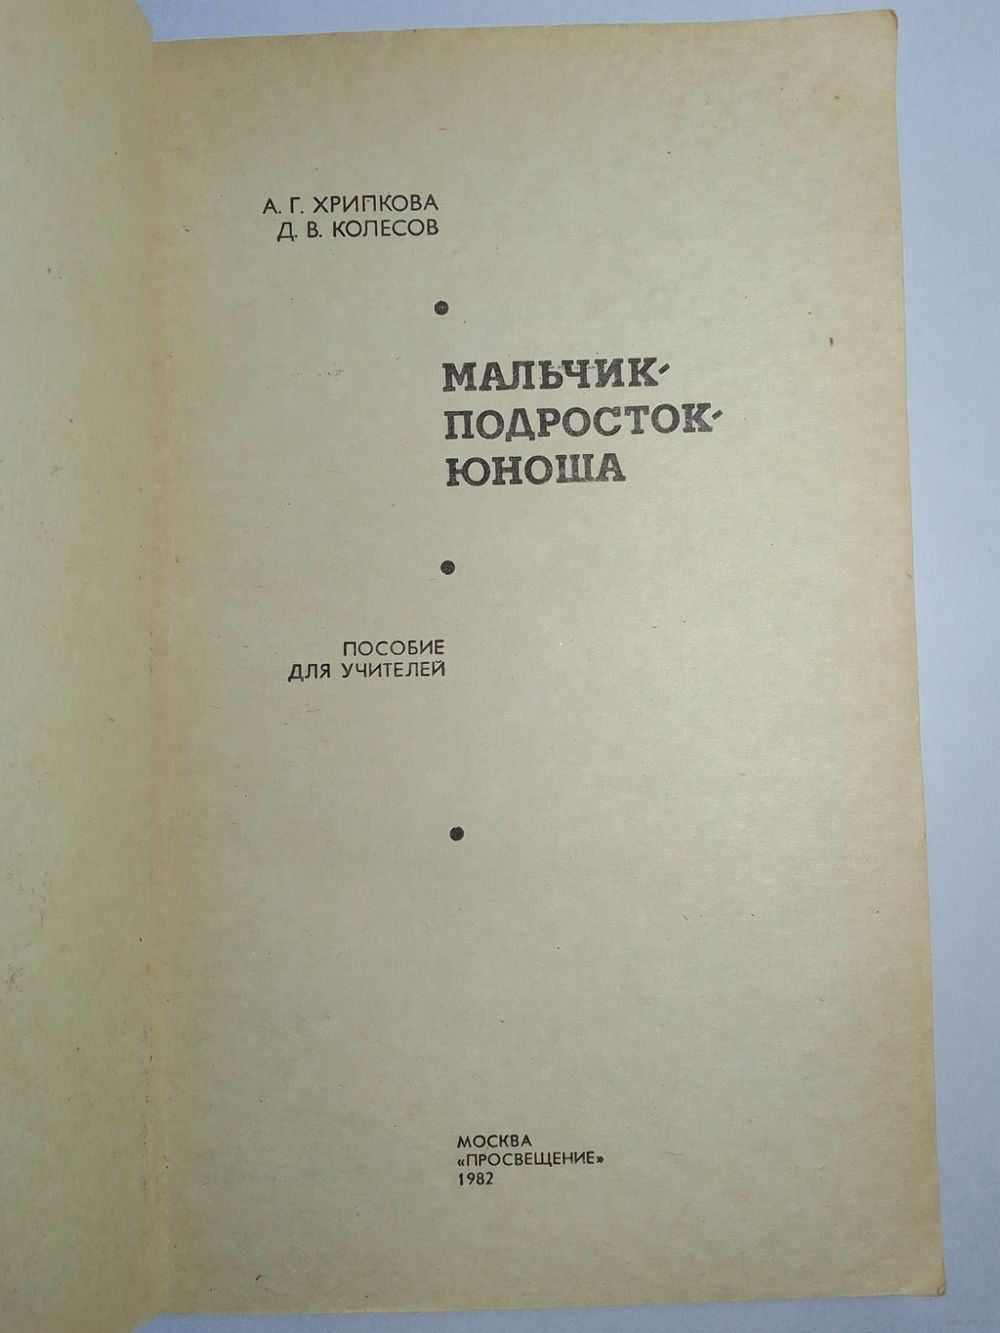 А. Г. ХРИПКОВА
Д. В. КОЛЕСОВ
МАЛЬЧИК-
ПОДРОСТОК-
ЮНОША
ПОСОБИЕ
ДЛЯ УЧИТЕЛЕЙ
МОСКВА
«ПРОСВЕЩЕНИЕ»
1982